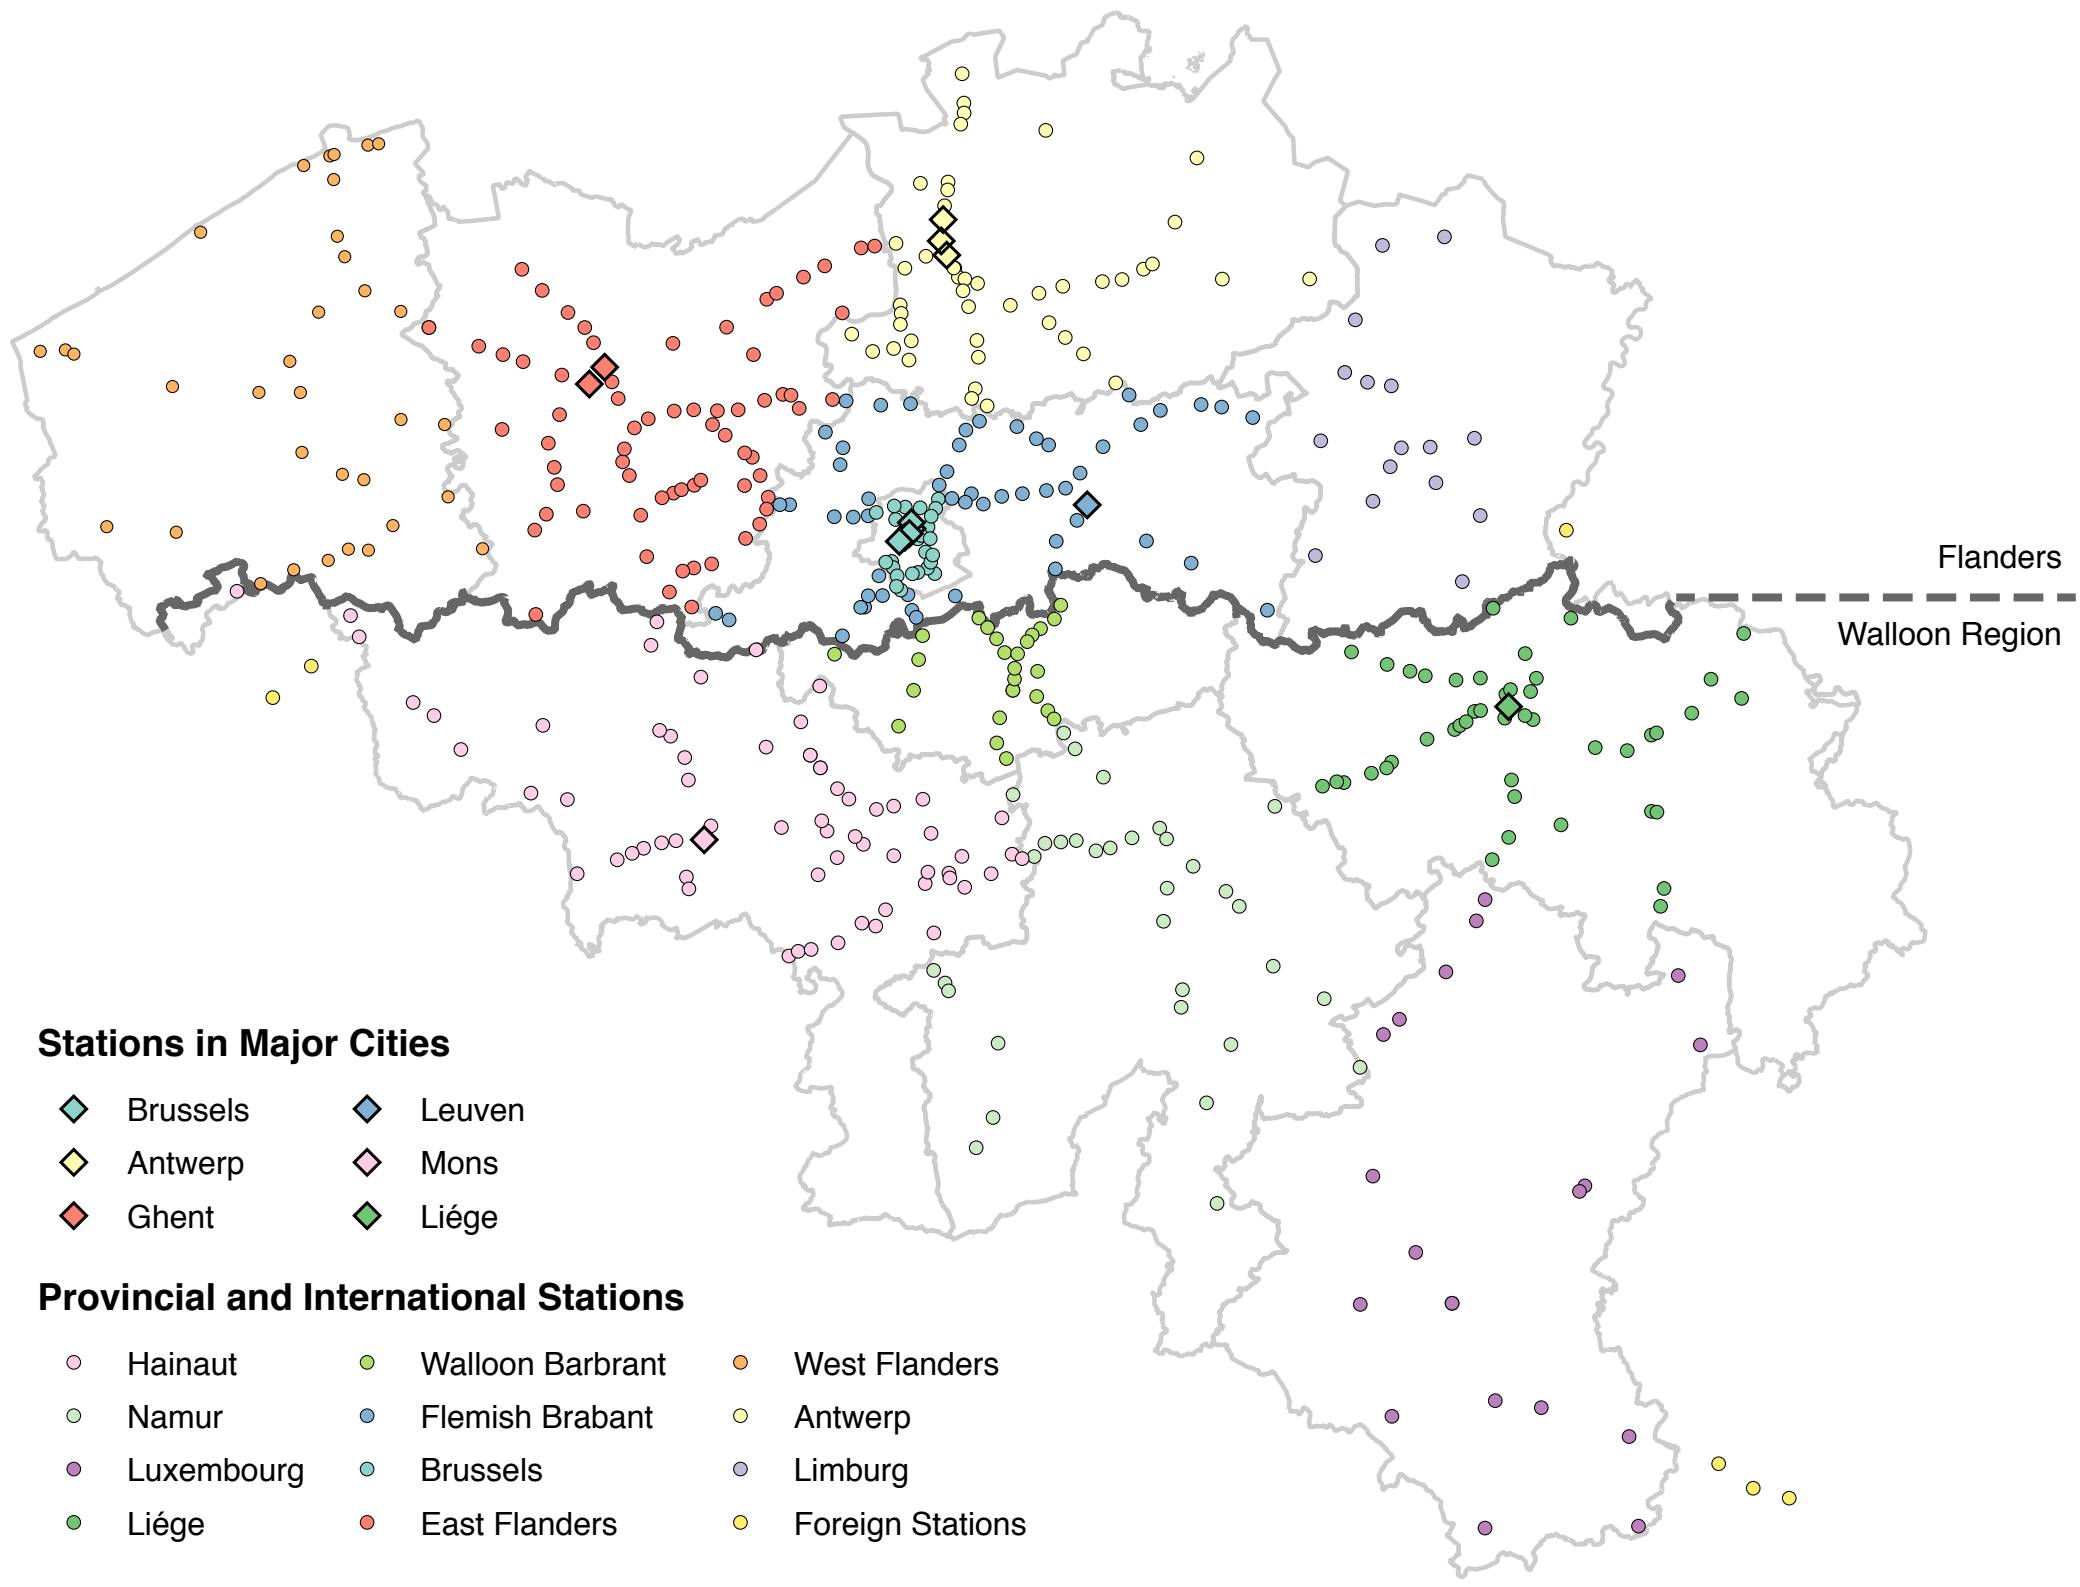 Flanders
Walloon Region
Stations in Major Cities
Brussels Leuven
Antwerp Mons
Ghent Liége
Provincial and International Stations
Hainaut Walloon Barbrant West Flanders
Namur Flemish Brabant Antwerp
Luxembourg Brussels Limburg
Liége East Flanders Foreign Stations